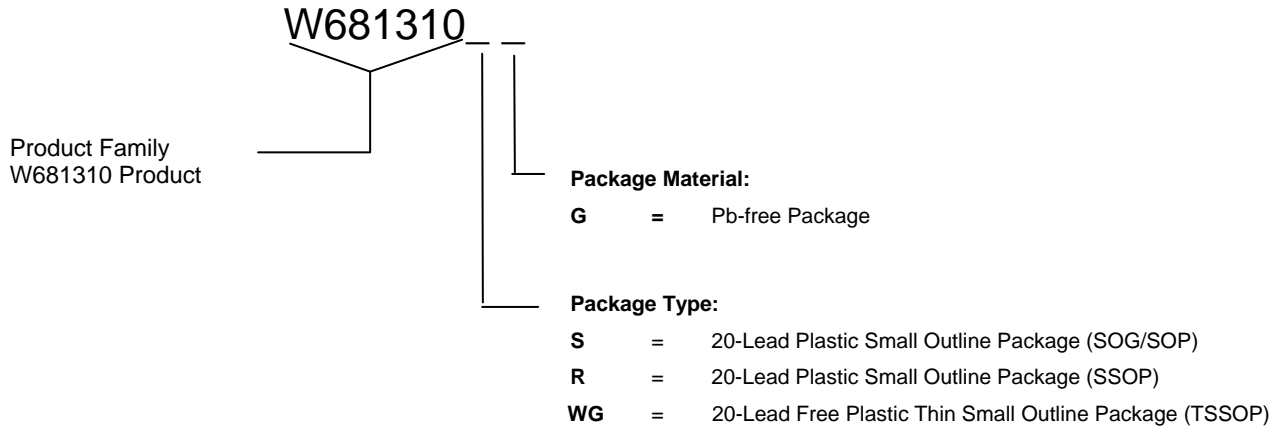 W681310_ _
Product Family
W681310 Product
Package Material:
G = Pb-free Package
Package Type:
S = 20-Lead Plastic Small Outline Package (SOG/SOP)
R = 20-Lead Plastic Small Outline Package (SSOP)
WG = 20-Lead Free Plastic Thin Small Outline Package (TSSOP)